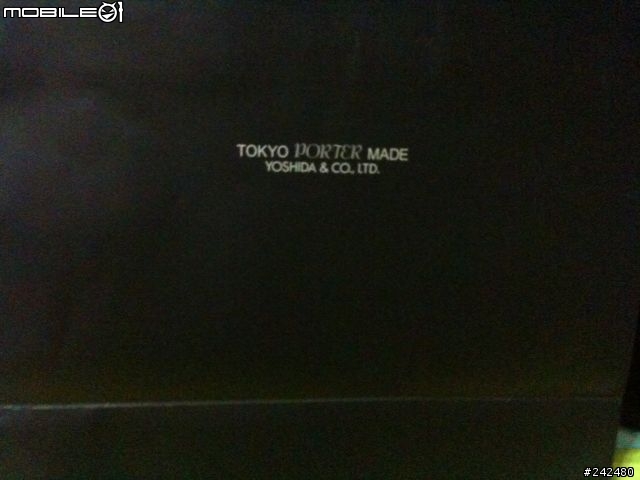 MOBILE01
TOKYO PORTER MADE
YOSHIDA & CO., LTD.
#242480